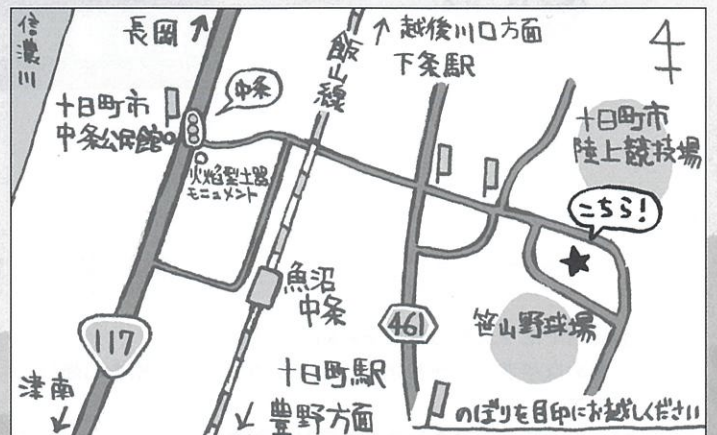 信濃川
長岡
飯山線
越後川口方面
下条駅
十日町市
中条公民館
中条
火焔型土器
モニュメント
十日町市
陸上競技場
こちら!
魚沼
中条
461
笹山野球場
117
津南
十日町駅
豊野方面
のぼりを目印にお越しください